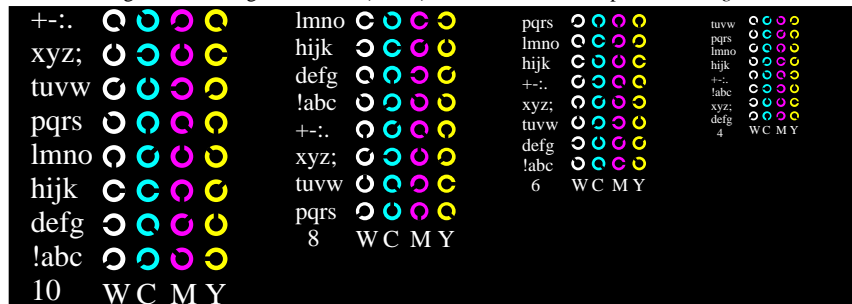 +-:.
xyz;
tuvw
pqrs
lmno
hijk
defg
!abc
10 W C M Y
lmno
hijk
defg
!abc
+-:.
xyz;
tuvw
pqrs
8 W C M Y
pqrs
lmno
hijk
+-:.
xyz;
tuvw
defg
!abc
6 W C M Y
tuvw
pqrs
lmno
hijk
+-:.
!abc
xyz;
defg
4 W C M Y